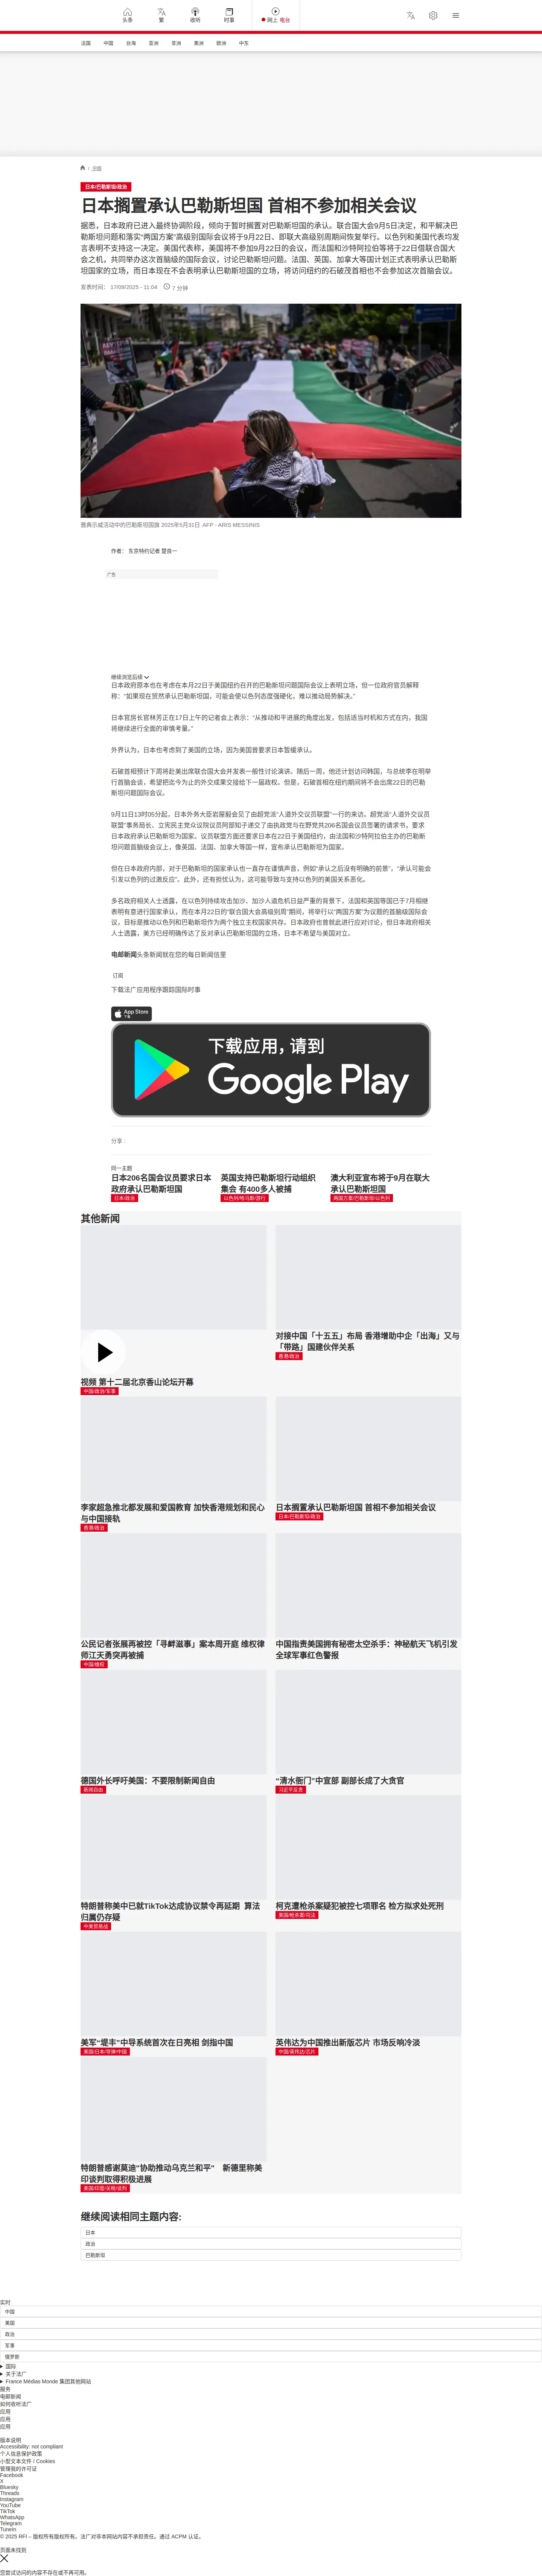 头条
繁
收听
时事
网上 电台
法国 中国 台海 亚洲 非洲 美洲 欧洲 中东
/ 中国
日本/巴勒斯坦/政治
日本搁置承认巴勒斯坦国 首相不参加相关会议
据悉，日本政府已进入最终协调阶段，倾向于暂时搁置对巴勒斯坦国的承认。联合国大会9月5日决定，和平解决巴
勒斯坦问题和落实“两国方案”高级别国际会议将于9月22日、即联大高级别周期间恢复举行。以色列和美国代表均发
言表明不支持这一决定。美国代表称，美国将不参加9月22日的会议，而法国和沙特阿拉伯等将于22日借联合国大
会之机，共同举办这次首脑级的国际会议，讨论巴勒斯坦问题。法国、英国、加拿大等国计划正式表明承认巴勒斯
坦国家的立场，而日本现在不会表明承认巴勒斯坦国的立场，将访问纽约的石破茂首相也不会参加这次首脑会议。
发表时间： 17/09/2025 - 11:04
7 分钟
雅典示威活动中的巴勒斯坦国旗 2025年5月31日 AFP - ARIS MESSINIS
作者： 东京特约记者 楚良一
广告
继续浏览后续
日本政府原本也在考虑在本月22日于美国纽约召开的巴勒斯坦问题国际会议上表明立场，但一位政府官员解释
称：“如果现在贸然承认巴勒斯坦国，可能会使以色列态度强硬化，难以推动局势解决。”
日本官房长官林芳正在17日上午的记者会上表示：“从推动和平进展的角度出发，包括适当时机和方式在内，我国
将继续进行全面的审慎考量。”
外界认为，日本也考虑到了美国的立场，因为美国曾要求日本暂缓承认。
石破首相预计下周将赴美出席联合国大会并发表一般性讨论演讲。随后一周，他还计划访问韩国，与总统李在明举
行首脑会谈，希望把迄今为止的外交成果交接给下一届政权。但是，石破首相在纽约期间将不会出席22日的巴勒
斯坦问题国际会议。
9月11日13时05分起。日本外务大臣岩屋毅会见了由超党派“人道外交议员联盟”一行的来访。超党派“人道外交议员
联盟”事务局长、立宪民主党众议院议员阿部知子递交了由执政党与在野党共206名国会议员签署的请求书，要求
日本政府承认巴勒斯坦为国家。议员联盟方面还要求日本在22日于美国纽约，由法国和沙特阿拉伯主办的巴勒斯
坦问题首脑级会议上，像英国、法国、加拿大等国一样，宣布承认巴勒斯坦为国家。
但在日本政府内部，对于巴勒斯坦的国家承认也一直存在谨慎声音，例如“承认之后没有明确的前景”，“承认可能会
引发以色列的过激反应”。此外，还有担忧认为，这可能导致与支持以色列的美国关系恶化。
多名政府相关人士透露，在以色列持续攻击加沙、加沙人道危机日益严重的背景下，法国和英国等国已于7月相继
表明有意进行国家承认，而在本月22日的“联合国大会高级别周”期间，将举行以“两国方案”为议题的首脑级国际会
议，目标是推动以色列和巴勒斯坦作为两个独立主权国家共存。日本政府也曾就此进行应对讨论，但日本政府相关
人士透露，美方已经明确传达了反对承认巴勒斯坦国的立场，日本不希望与美国对立。
电邮新闻头条新闻就在您的每日新闻信里
订阅
下载法广应用程序跟踪国际时事
App Store
下载
下载应用，请到
Google Play
分享 :
同一主题
日本206名国会议员要求日本
政府承认巴勒斯坦国
日本/政治
英国支持巴勒斯坦行动组织
集会 有400多人被捕
以色列/哈马斯/游行
澳大利亚宣布将于9月在联大
承认巴勒斯坦国
两国方案/巴勒斯坦/以色列
其他新闻
视频 第十二届北京香山论坛开幕
中国/政治/军事
对接中国「十五五」布局 香港增助中企「出海」又与
「带路」国建伙伴关系
香港/政治
李家超急推北都发展和爱国教育 加快香港规划和民心
与中国接轨
香港/政治
日本搁置承认巴勒斯坦国 首相不参加相关会议
日本/巴勒斯坦/政治
公民记者张展再被控「寻衅滋事」案本周开庭 维权律
师江天勇突再被捕
中国/维权
中国指责美国拥有秘密太空杀手：神秘航天飞机引发
全球军事红色警报
德国外长呼吁美国：不要限制新闻自由
新闻自由
“清水衙门”中宣部 副部长成了大贪官
习近平反贪
特朗普称美中已就TikTok达成协议禁令再延期 算法
归属仍存疑
中美贸易战
柯克遭枪杀案疑犯被控七项罪名 检方拟求处死刑
美国/枪杀案/司法
美军“堤丰”中导系统首次在日亮相 剑指中国
美国/日本/导弹/中国
英伟达为中国推出新版芯片 市场反响冷淡
中国/英伟达/芯片
特朗普感谢莫迪“协助推动乌克兰和平” 新德里称美
印谈判取得积极进展
美国/印度/关税/谈判
继续阅读相同主题内容:
日本
政治
巴勒斯坦
实时
中国
美国
政治
军事
俄罗斯
国际
关于法广
France Médias Monde 集团其他网站
服务
电邮新闻
如何收听法广
应用
应用
应用
版本说明
Accessibility: not compliant
个人信息保护政策
小型文本文件 / Cookies
管理我的许可证
Facebook
X
Bluesky
Threads
Instagram
YouTube
TikTok
WhatsApp
Telegram
TuneIn
© 2025 RFI – 版权所有版权所有。法广对非本网站内容不承担责任。通过 ACPM 认证。
页面未找到
您尝试访问的内容不存在或不再可用。